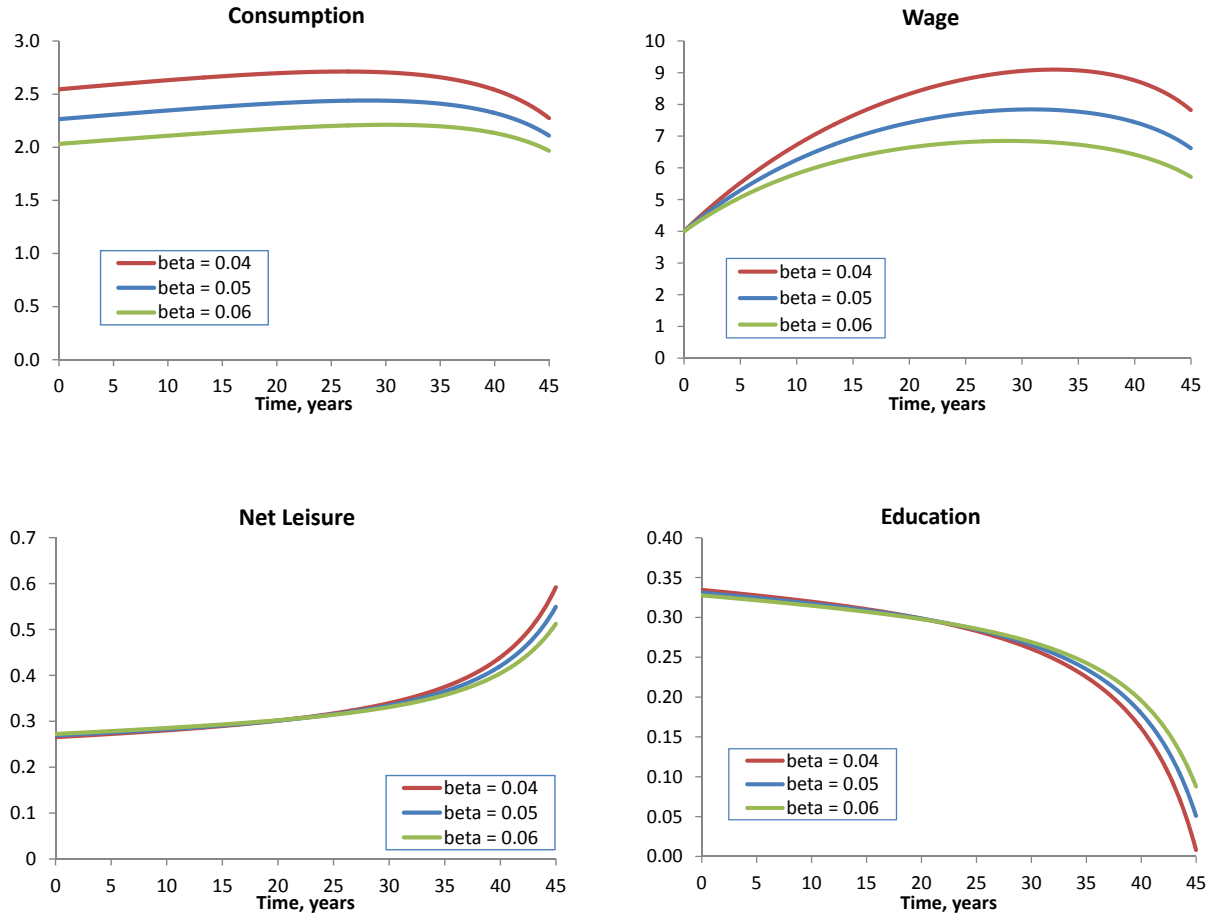 Consumption
3.0
2.5
2.0
1.5
1.0
0.5
0.0
beta = 0.04
beta = 0.05
beta = 0.06
0 5 10 15 20 25 30 35 40 45
Time, years
Wage
10
9
8
7
6
5
4
3
2
1
0
beta = 0.04
beta = 0.05
beta = 0.06
0 5 10 15 20 25 30 35 40 45
Time, years
Net Leisure
0.7
0.6
0.5
0.4
0.3
0.2
0.1
0
beta = 0.04
beta = 0.05
beta = 0.06
0 5 10 15 20 25 30 35 40 45
Time, years
Education
0.40
0.35
0.30
0.25
0.20
0.15
0.10
0.05
0.00
beta = 0.04
beta = 0.05
beta = 0.06
0 5 10 15 20 25 30 35 40 45
Time, years